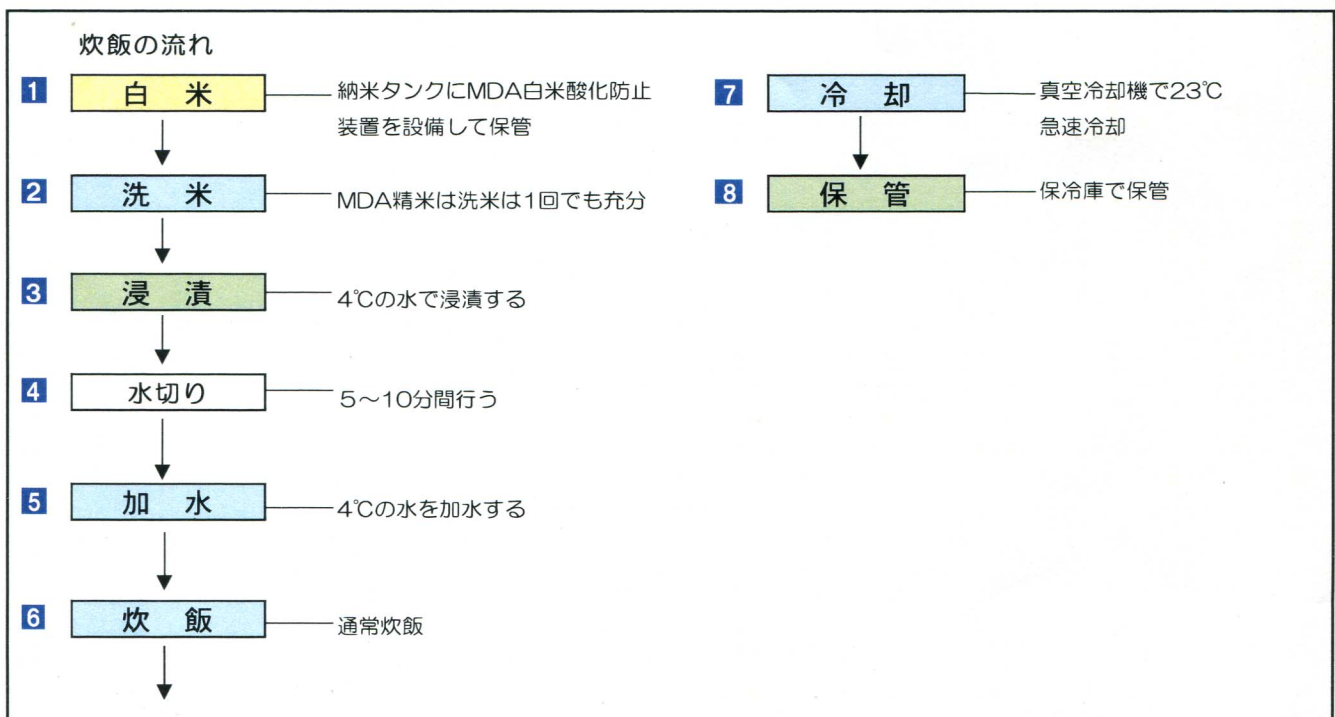 炊飯の流れ
1 白 米
納米タンクにMDA白米酸化防止
装置を設備して保管
2 洗 米
MDA精米は洗米は1回でも充分
3 浸 漬
4℃の水で浸漬する
4 水切り
5～10分間行う
5 加 水
4℃の水を加水する
6 炊 飯
通常炊飯
7 冷 却
真空冷却機で23℃
急速冷却
8 保 管
保冷庫で保管